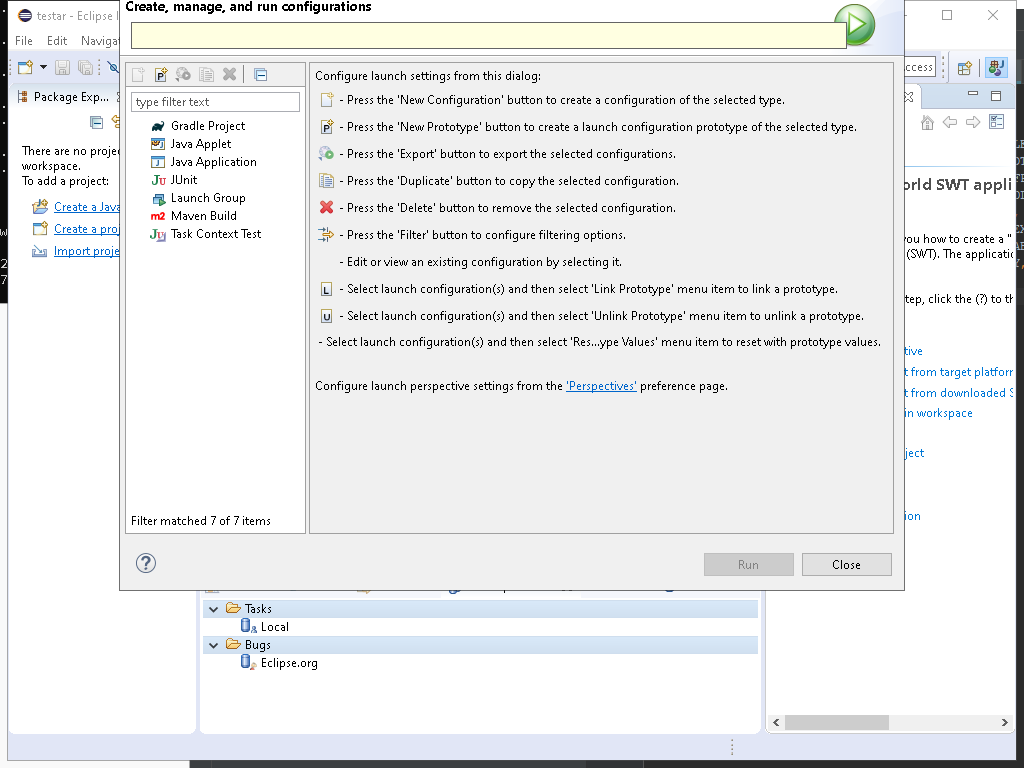 Create, manage, and run configurations
testar - Eclipse I
File Edit Naviga
cess
Package Exp...
type filter text
Gradle Project
Java Applet
Java Application
JUnit
Launch Group
Maven Build
Task Context Test
Filter matched 7 of 7 items
Configure launch settings from this dialog:
- Press the 'New Configuration' button to create a configuration of the selected type.
- Press the 'New Prototype' button to create a launch configuration prototype of the selected type.
- Press the 'Export' button to export the selected configurations.
- Press the 'Duplicate' button to copy the selected configuration.
- Press the 'Delete' button to remove the selected configuration.
- Press the 'Filter' button to configure filtering options.
- Edit or view an existing configuration by selecting it.
- Select launch configuration(s) and then select 'Link Prototype' menu item to link a prototype.
- Select launch configuration(s) and then select 'Unlink Prototype' menu item to unlink a prototype.
- Select launch configuration(s) and then select 'Res...ype Values' menu item to reset with prototype values.
Configure launch perspective settings from the 'Perspectives' preference page.
Run
Close
There are no proje
workspace.
To add a project:
Create a Java
Create a proj
Import proje
orld SWT appli
you how to create a "
(SWT). The applicatio
tep, click the (?) to th
tive
t from target platforn
t from downloaded S
in workspace
ject
ion
Tasks
Local
Bugs
Eclipse.org